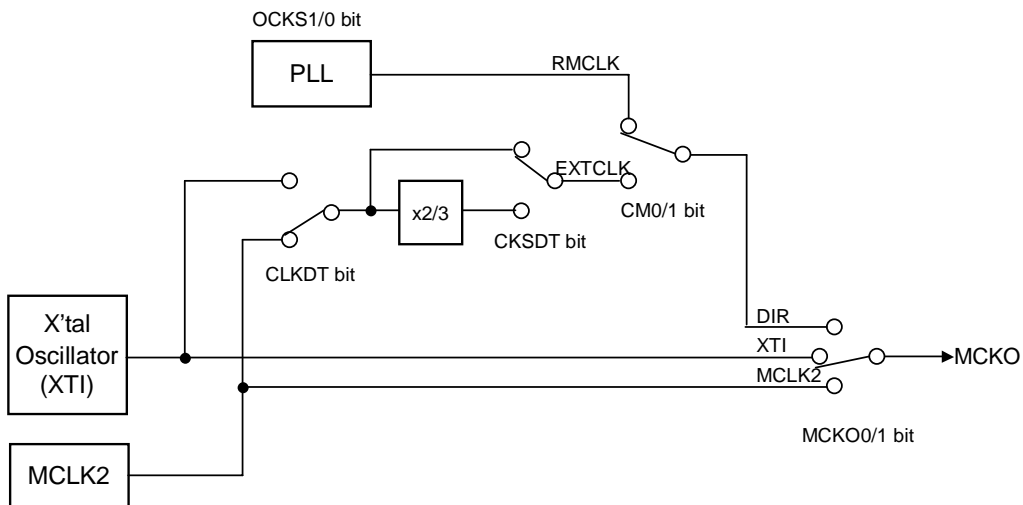 OCKS1/0 bit
PLL
RMCLK
EXTCLK
CM0/1 bit
x2/3
CKSDT bit
CLKDT bit
X'tal
Oscillator
(XTI)
DIR
XTI
MCKO
MCLK2
MCKO0/1 bit
MCLK2